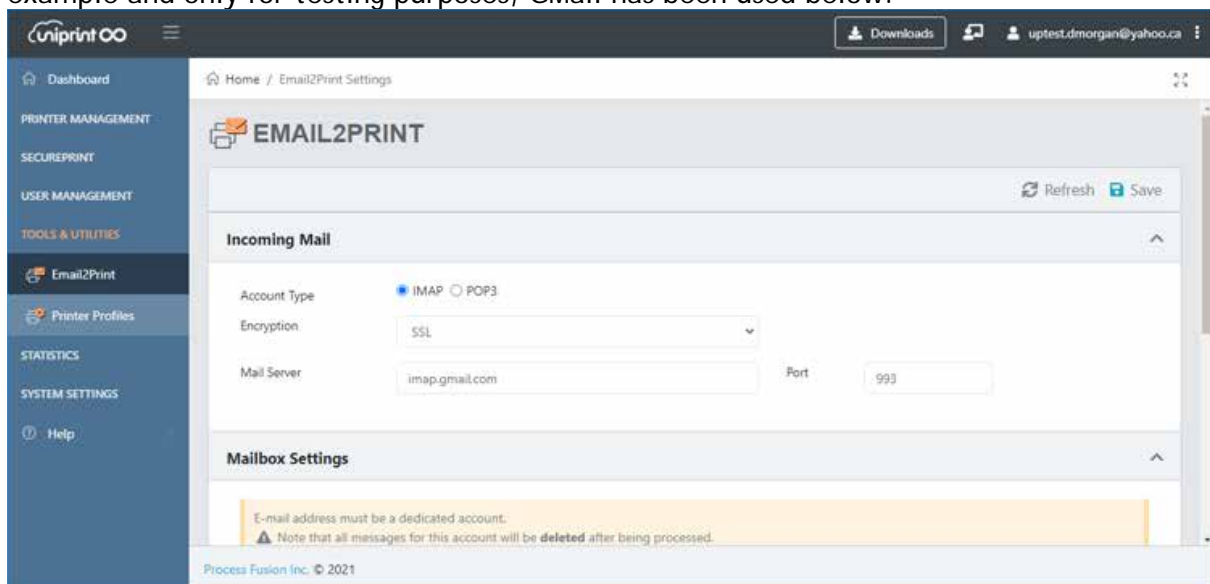 example and only for testing purposes, GMail has been used below.
uniprint
Downloads
uptest.dmorgan@yahoo.ca
Dashboard
Home / Email2Print Settings
PRINTER MANAGEMENT
EMAIL2PRINT
SECUREPRINT
USER MANAGEMENT
Refresh Save
TOOLS & UTILITIES
Incoming Mail
Email2Print
Account Type IMAP POP3
Printer Profiles
Encryption SSL
STATISTICS
Mail Server imap.gmail.com Port 993
SYSTEM SETTINGS
Help
Mailbox Settings
E-mail address must be a dedicated account.
Note that all messages for this account will be deleted after being processed.
Process Fusion Inc. © 2021